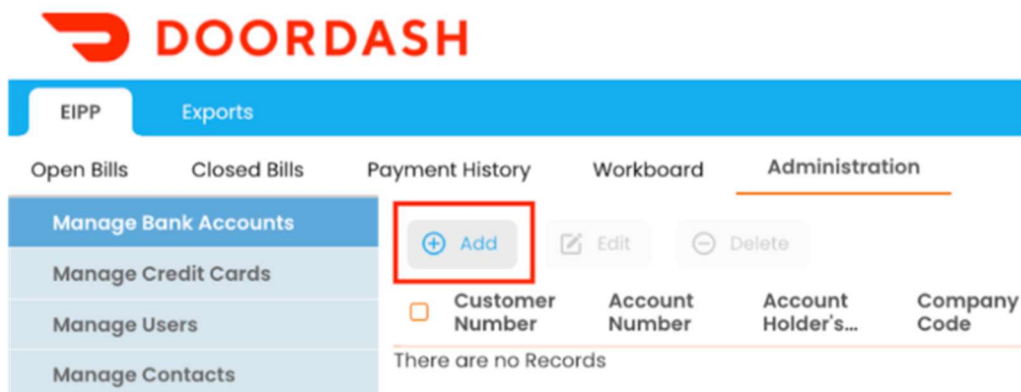 DOORDASH
EIPP Exports
Open Bills Closed Bills Payment History Workboard Administration
Manage Bank Accounts
Manage Credit Cards
Manage Users
Manage Contacts
Add Edit Delete
Customer Number Account Number Account Holder's... Company Code
There are no Records